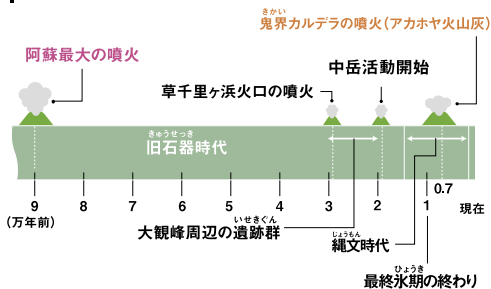 きかい
鬼界カルデラの噴火(アカホヤ火山灰)
阿蘇最大の噴火
中岳活動開始
草千里ヶ浜火口の噴火
きゅうせっき
旧石器時代
9 8 7 6 5 4 3 2 1 0.7 現在
(万年前)
いせきぐん
大観峰周辺の遺跡群
じょうもん
縄文時代
ひょうき
最終氷期の終わり